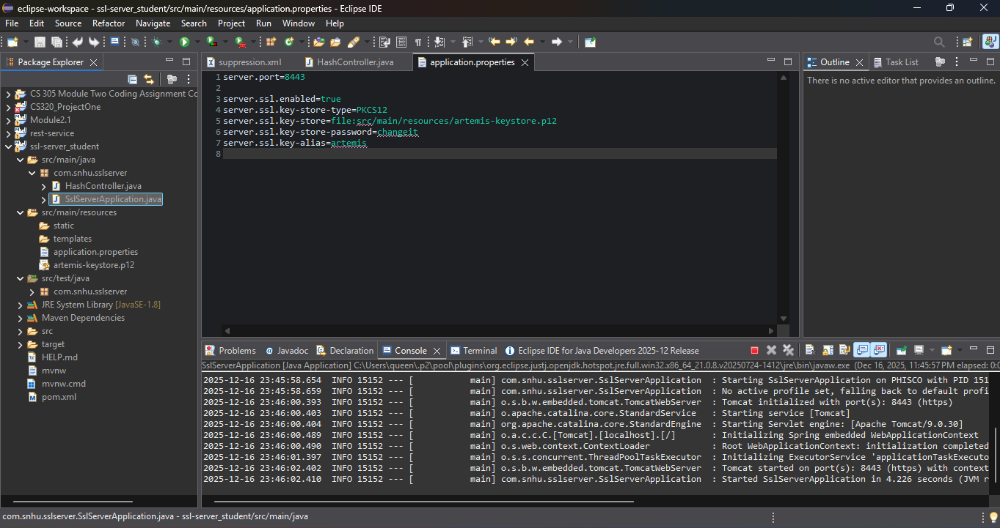 eclipse-workspace - ssl-server_student/src/main/resources/application.properties - Eclipse IDE
File Edit Source Refactor Navigate Search Project Run Window Help
Package Explorer
suppression.xml HashController.java application.properties
Outline Task List
CS 305 Module Two Coding Assignment Co
CS320_ProjectOne
Module2.1
rest-service
ssl-server_student
src/main/java
com.snhu.sslserver
HashController.java
SslServerApplication.java
src/main/resources
static
templates
application.properties
artemis-keystore.p12
src/test/java
com.snhu.sslserver
JRE System Library [JavaSE-1.8]
Maven Dependencies
src
target
HELP.md
mvnw
mvnw.cmd
pom.xml
1 server.port=8443
2
3 server.ssl.enabled=true
4 server.ssl.key-store-type=PKCS12
5 server.ssl.key-store=file:src/main/resources/artemis-keystore.p12
6 server.ssl.key-store-password=changeit
7 server.ssl.key-alias=artemis
8
There is no active editor that provides an outline.
Problems Javadoc Declaration Console Terminal Eclipse IDE for Java Developers 2025-12 Release
SslServerApplication [Java Application] C:\Users\queen\.p2\pool\plugins\org.eclipse.justj.openjdk.hotspot.jre.full.win32.x86_64_21.0.8.v20250724-1412\jre\bin\javaw.exe (Dec 16, 2025, 11:45:57 PM elapsed: 0:0
2025-12-16 23:45:58.654 INFO 15152 --- [ main] com.snhu.sslserver.SslServerApplication : Starting SslServerApplication on PHISCO with PID 151
2025-12-16 23:45:58.659 INFO 15152 --- [ main] com.snhu.sslserver.SslServerApplication : No active profile set, falling back to default profi
2025-12-16 23:46:00.393 INFO 15152 --- [ main] o.s.b.w.embedded.tomcat.TomcatWebServer : Tomcat initialized with port(s): 8443 (https)
2025-12-16 23:46:00.403 INFO 15152 --- [ main] o.apache.catalina.core.StandardService : Starting service [Tomcat]
2025-12-16 23:46:00.404 INFO 15152 --- [ main] org.apache.catalina.core.StandardEngine : Starting Servlet engine: [Apache Tomcat/9.0.30]
2025-12-16 23:46:00.489 INFO 15152 --- [ main] o.a.c.c.C.[Tomcat].[localhost].[/] : Initializing Spring embedded WebApplicationContext
2025-12-16 23:46:00.490 INFO 15152 --- [ main] o.s.web.context.ContextLoader : Root WebApplicationContext: initialization completed
2025-12-16 23:46:01.397 INFO 15152 --- [ main] o.s.s.concurrent.ThreadPoolTaskExecutor : Initializing ExecutorService 'applicationTaskExecuto
2025-12-16 23:46:02.402 INFO 15152 --- [ main] o.s.b.w.embedded.tomcat.TomcatWebServer : Tomcat started on port(s): 8443 (https) with context
2025-12-16 23:46:02.410 INFO 15152 --- [ main] com.snhu.sslserver.SslServerApplication : Started SslServerApplication in 4.226 seconds (JVM r
com.snhu.sslserver.SslServerApplication.java - ssl-server_student/src/main/java